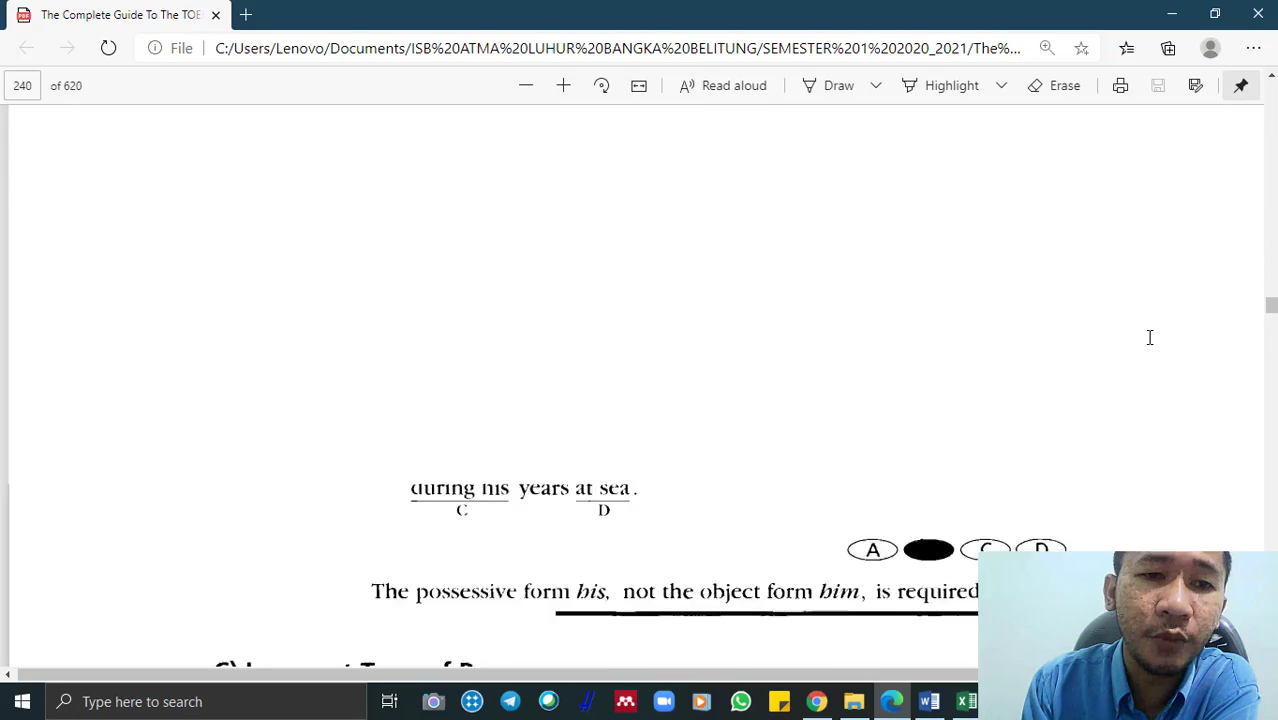 The Complete Guide To The TOE
File
C:/Users/Lenovo/Documents/ISB%20ATMA%20LUHUR%20BANGKA%20BELITUNG/SEMESTER%201%202020_2021/The%...
240 of 620
Read aloud
Draw
Highlight
Erase
during his years at sea.
C D
A C D
The possessive form his, not the object form him, is required
Type here to search